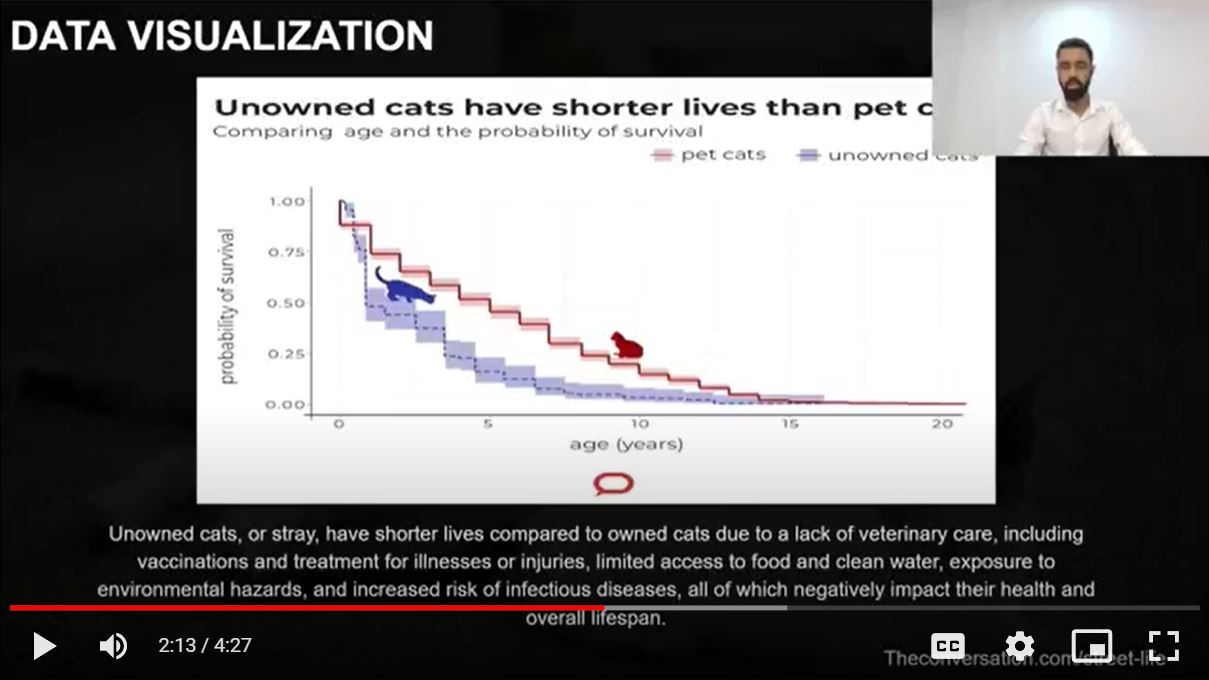 DATA VISUALIZATION
Unowned cats have shorter lives than pet
Comparing age and the probability of survival
pet cats
unowned cats
probability of survival
1.00
0.75
0.50
0.25
0.00
0
5
10
15
20
age (years)
Unowned cats, or stray, have shorter lives compared to owned cats due to a lack of veterinary care, including
vaccinations and treatment for illnesses or injuries, limited access to food and clean water, exposure to
environmental hazards, and increased risk of infectious diseases, all of which negatively impact their health and
overall lifespan.
2:13 / 4:27
CC
Theconversation.com/street-life